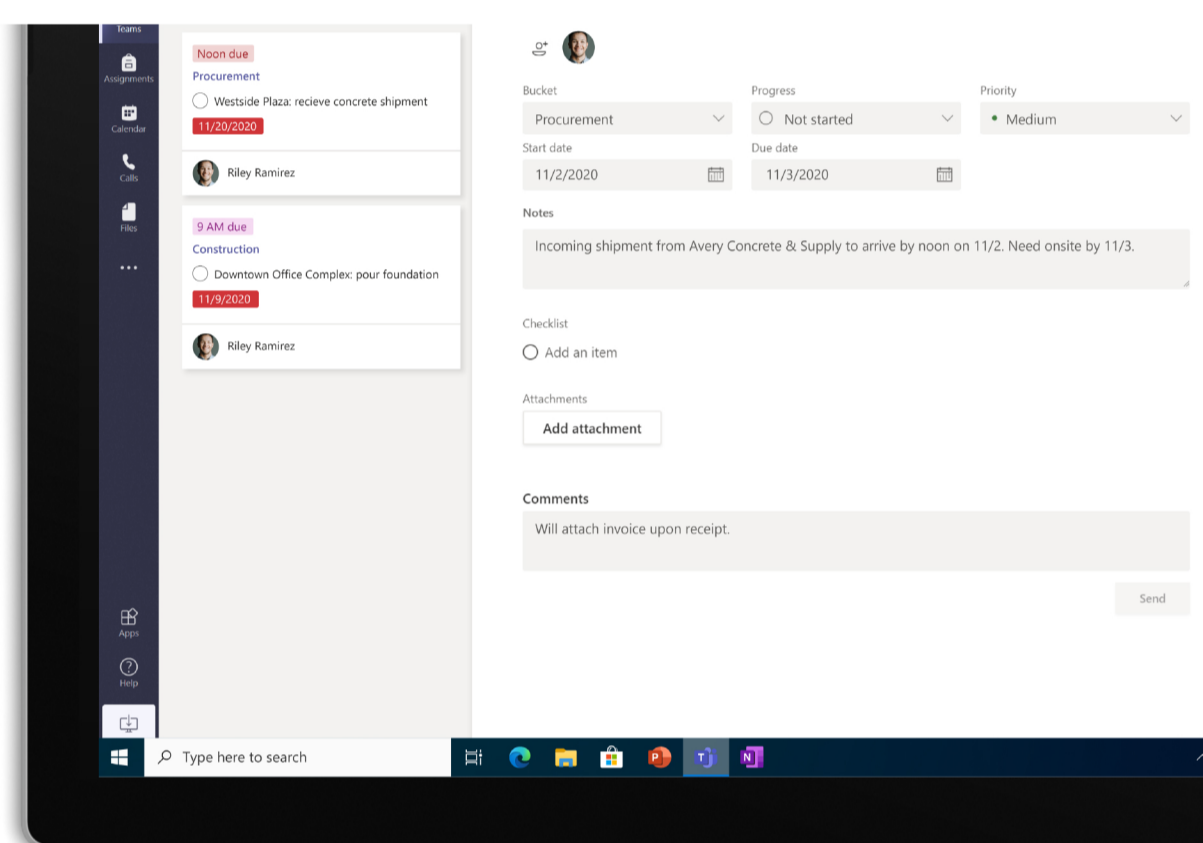 Teams
Assignments
Calendar
Calls
Files
Apps
Help
Noon due
Procurement
Westside Plaza: recieve concrete shipment
11/20/2020
Riley Ramirez
9 AM due
Construction
Downtown Office Complex: pour foundation
11/9/2020
Riley Ramirez
Bucket Progress Priority
Procurement Not started Medium
Start date Due date
11/2/2020 11/3/2020
Notes
Incoming shipment from Avery Concrete & Supply to arrive by noon on 11/2. Need onsite by 11/3.
Checklist
Add an item
Attachments
Add attachment
Comments
Will attach invoice upon receipt.
Send
Type here to search